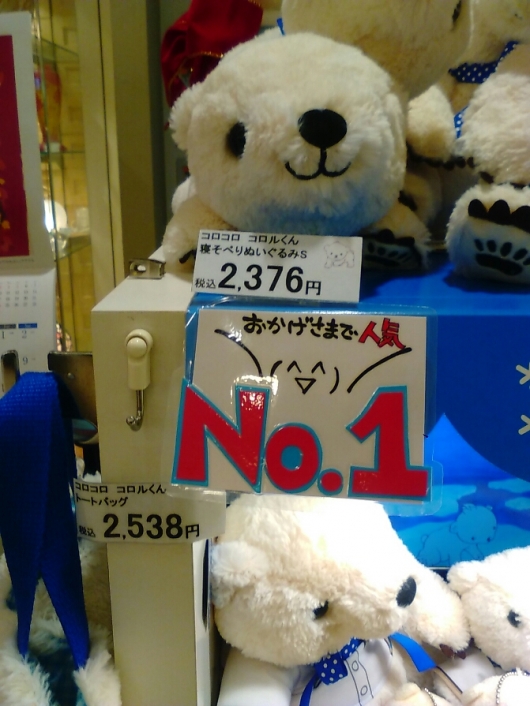 コロコロ コロルくん
寝そべりぬいぐるみS
税込2,376円
おかげさまで人気
No.1
コロコロ コロルくん
トートバッグ
税込 2,538円
1 2
9